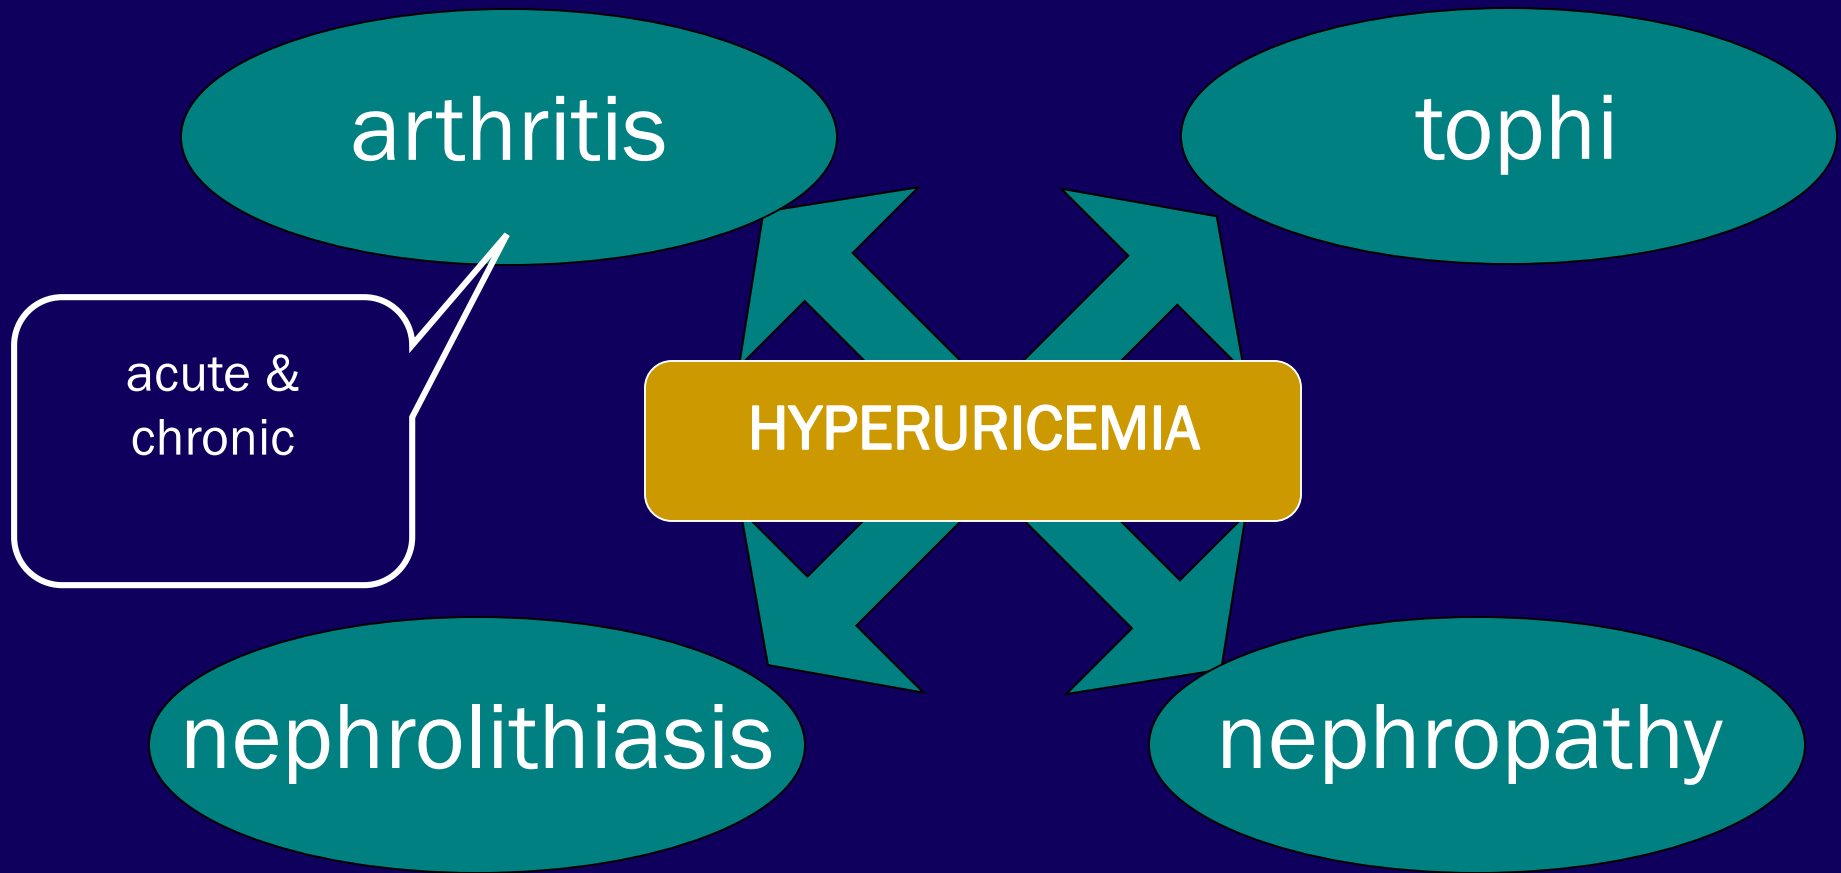 arthritis
tophi
acute &
chronic
HYPERURICEMIA
nephrolithiasis
nephropathy